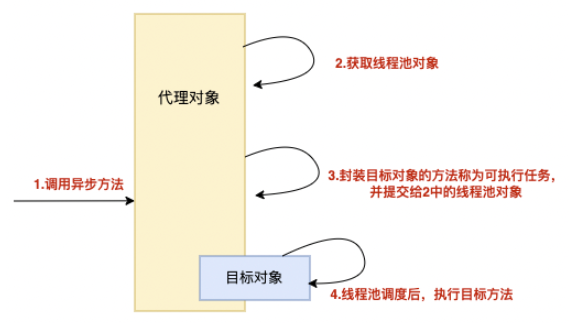 代理对象
2.获取线程池对象
1.调用异步方法
3.封装目标对象的方法称为可执行任务，
并提交给2中的线程池对象
目标对象
4.线程池调度后，执行目标方法